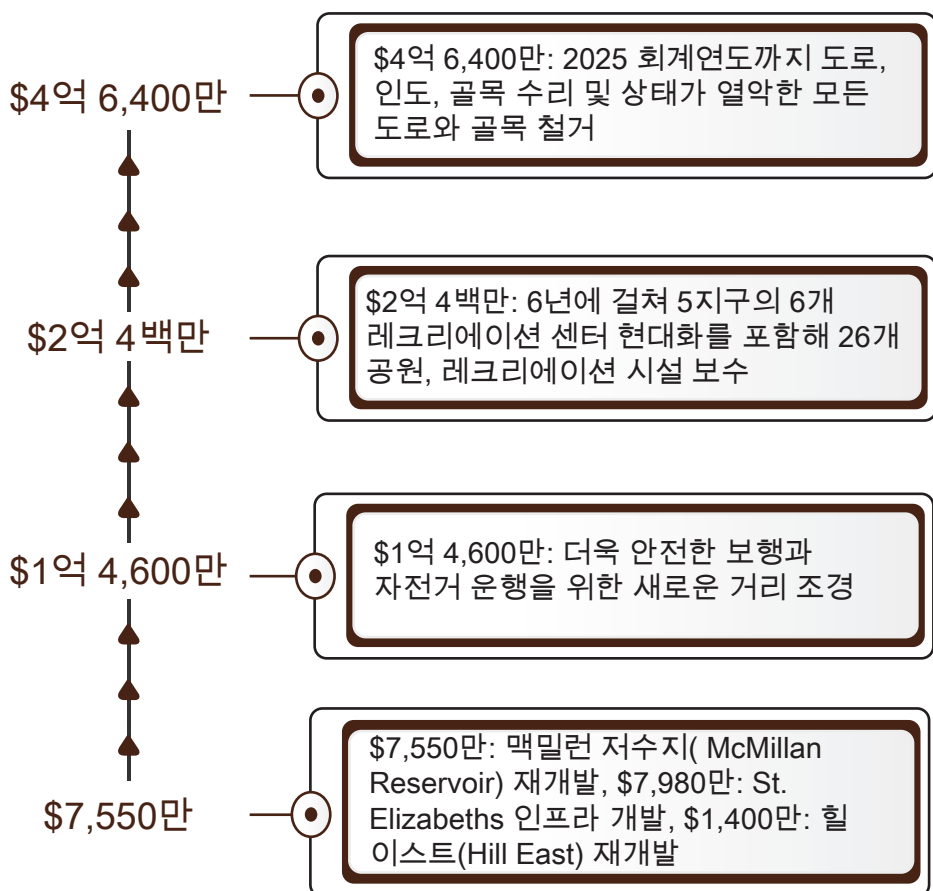 $4억 6,400만
$4억 6,400만: 2025 회계연도까지 도로,
인도, 골목 수리 및 상태가 열악한 모든
도로와 골목 철거
$2억 4백만
$2억 4백만: 6년에 걸쳐 5지구의 6개
레크리에이션 센터 현대화를 포함해 26개
공원, 레크리에이션 시설 보수
$1억 4,600만
$1억 4,600만: 더욱 안전한 보행과
자전거 운행을 위한 새로운 거리 조경
$7,550만
$7,550만: 맥밀런 저수지( McMillan
Reservoir) 재개발, $7,980만: St.
Elizabeths 인프라 개발, $1,400만: 힐
이스트(Hill East) 재개발